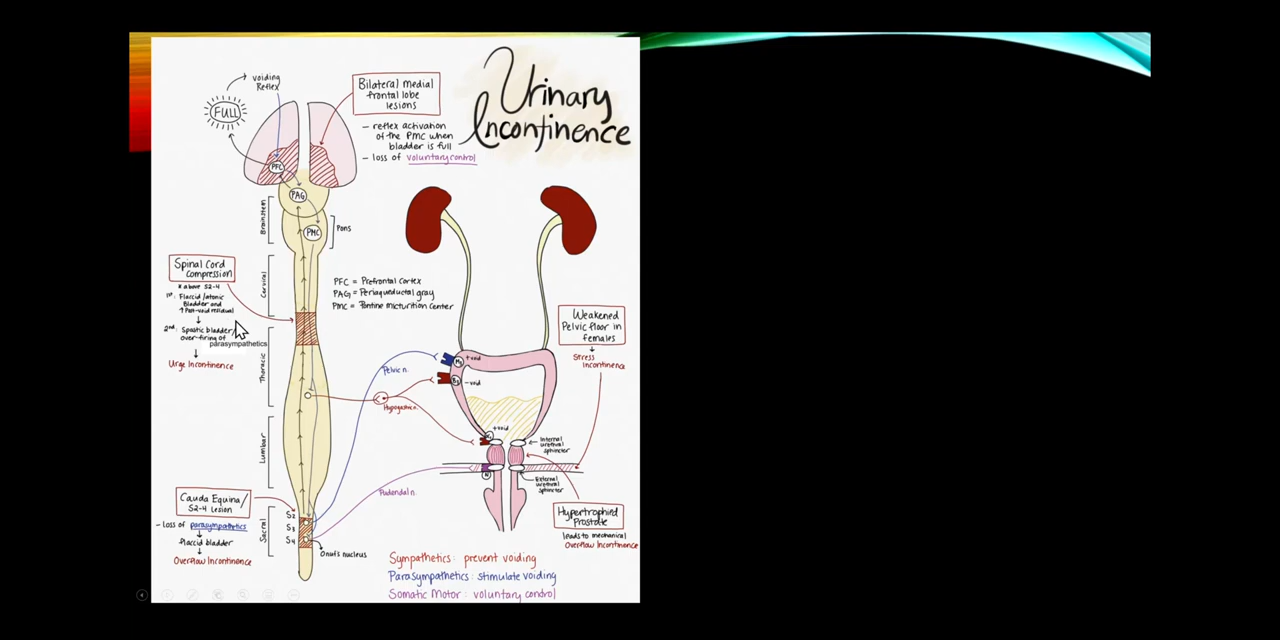 Urinary
Incontinence
voiding
Reflex
FULL
Bilateral medial
frontal lobe
lesions
- reflex activation
of the PMC when
bladder is full
- loss of voluntary control
PFC
PAG
PMC
Brainstem
Pons
Cervical
Thoracic
Lumbar
Sacral
Spinal Cord
compression
* above S2-4
1st: Flaccid/atonic
Bladder and
↑ Post-void residual
↓
2nd: Spastic bladder/
over-firing of
parasympathetics
↓
Urge Incontinence
PFC = Prefrontal cortex
PAG = Periaqueductal gray
PMC = Pontine micturition center
Weakened
Pelvic floor in
females
↓
Stress
Incontinence
Pelvic n.
Hypogastric n.
Pudendal n.
M3
+void
B3
-void
+void
N
Internal
urethral
sphincter
External
urethral
sphincter
Cauda Equina/
S2-4 lesion
- Loss of parasympathetics
↓
flaccid bladder
↓
Overflow Incontinence
S2
S3
S4
Onuf's nucleus
Hypertrophied
Prostate
leads to mechanical
Overflow Incontinence
Sympathetics: prevent voiding
Parasympathetics: stimulate voiding
Somatic Motor: voluntary control